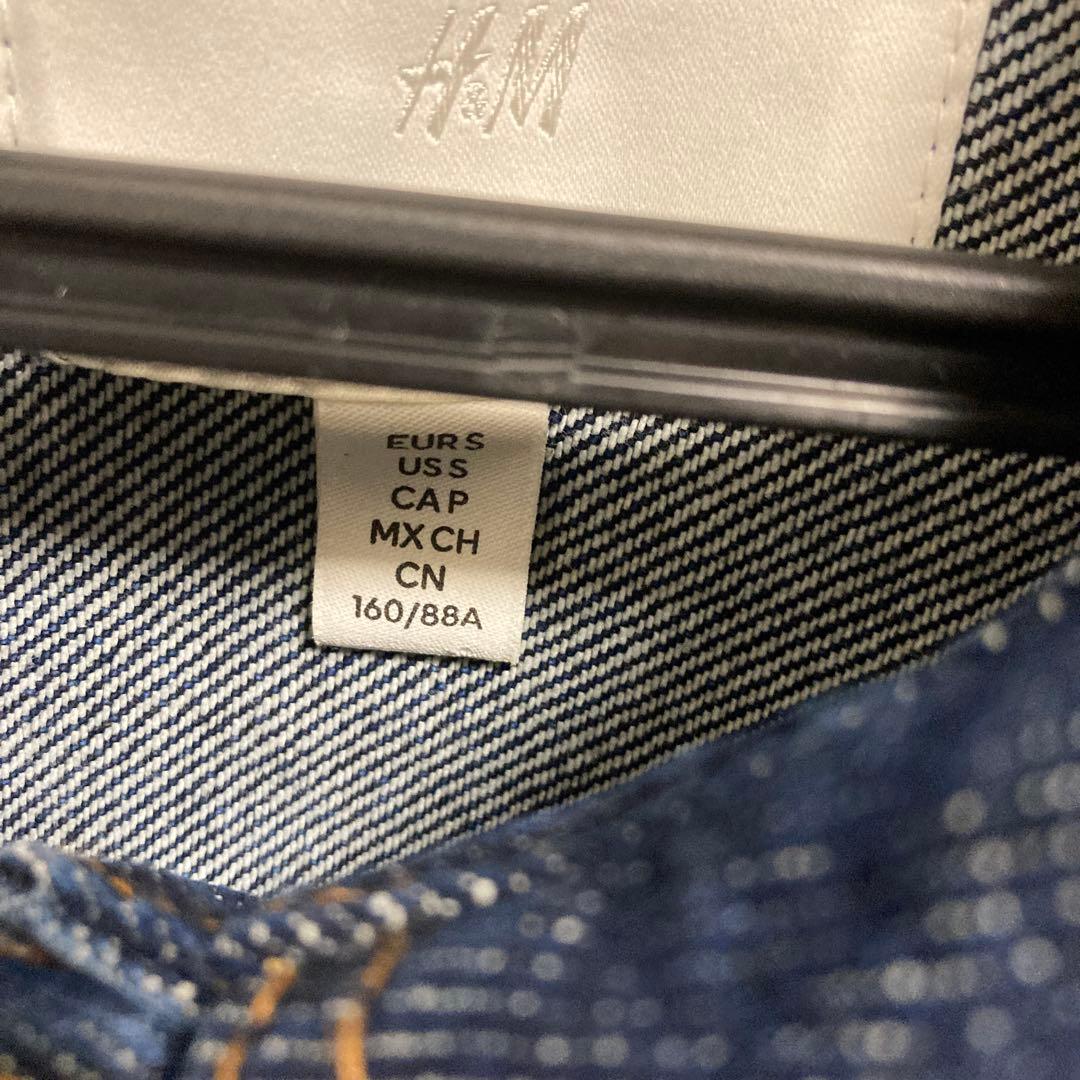 H&M
EUR S
US S
CA P
MX CH
CN
160/88A